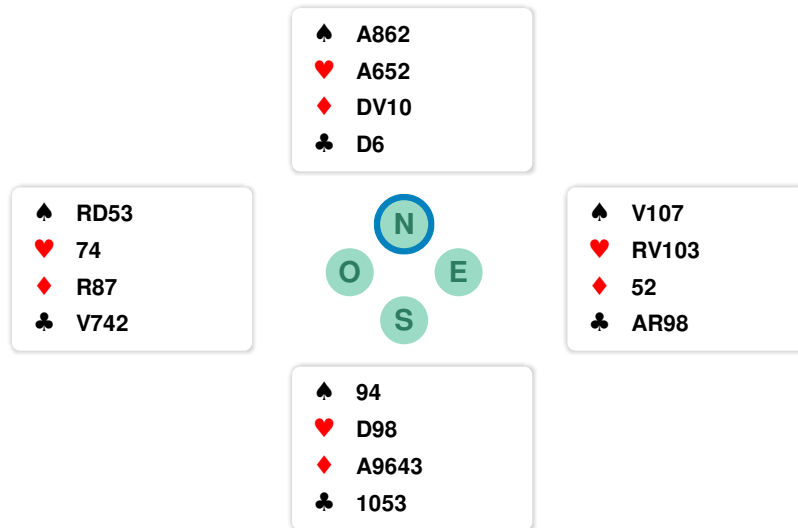 ♠ A862
♥ A652
♦ DV10
♣ D6
♠ RD53
♥ 74
♦ R87
♣ V742
N
O E
S
♠ V107
♥ RV103
♦ 52
♣ AR98
♠ 94
♥ D98
♦ A9643
♣ 1053